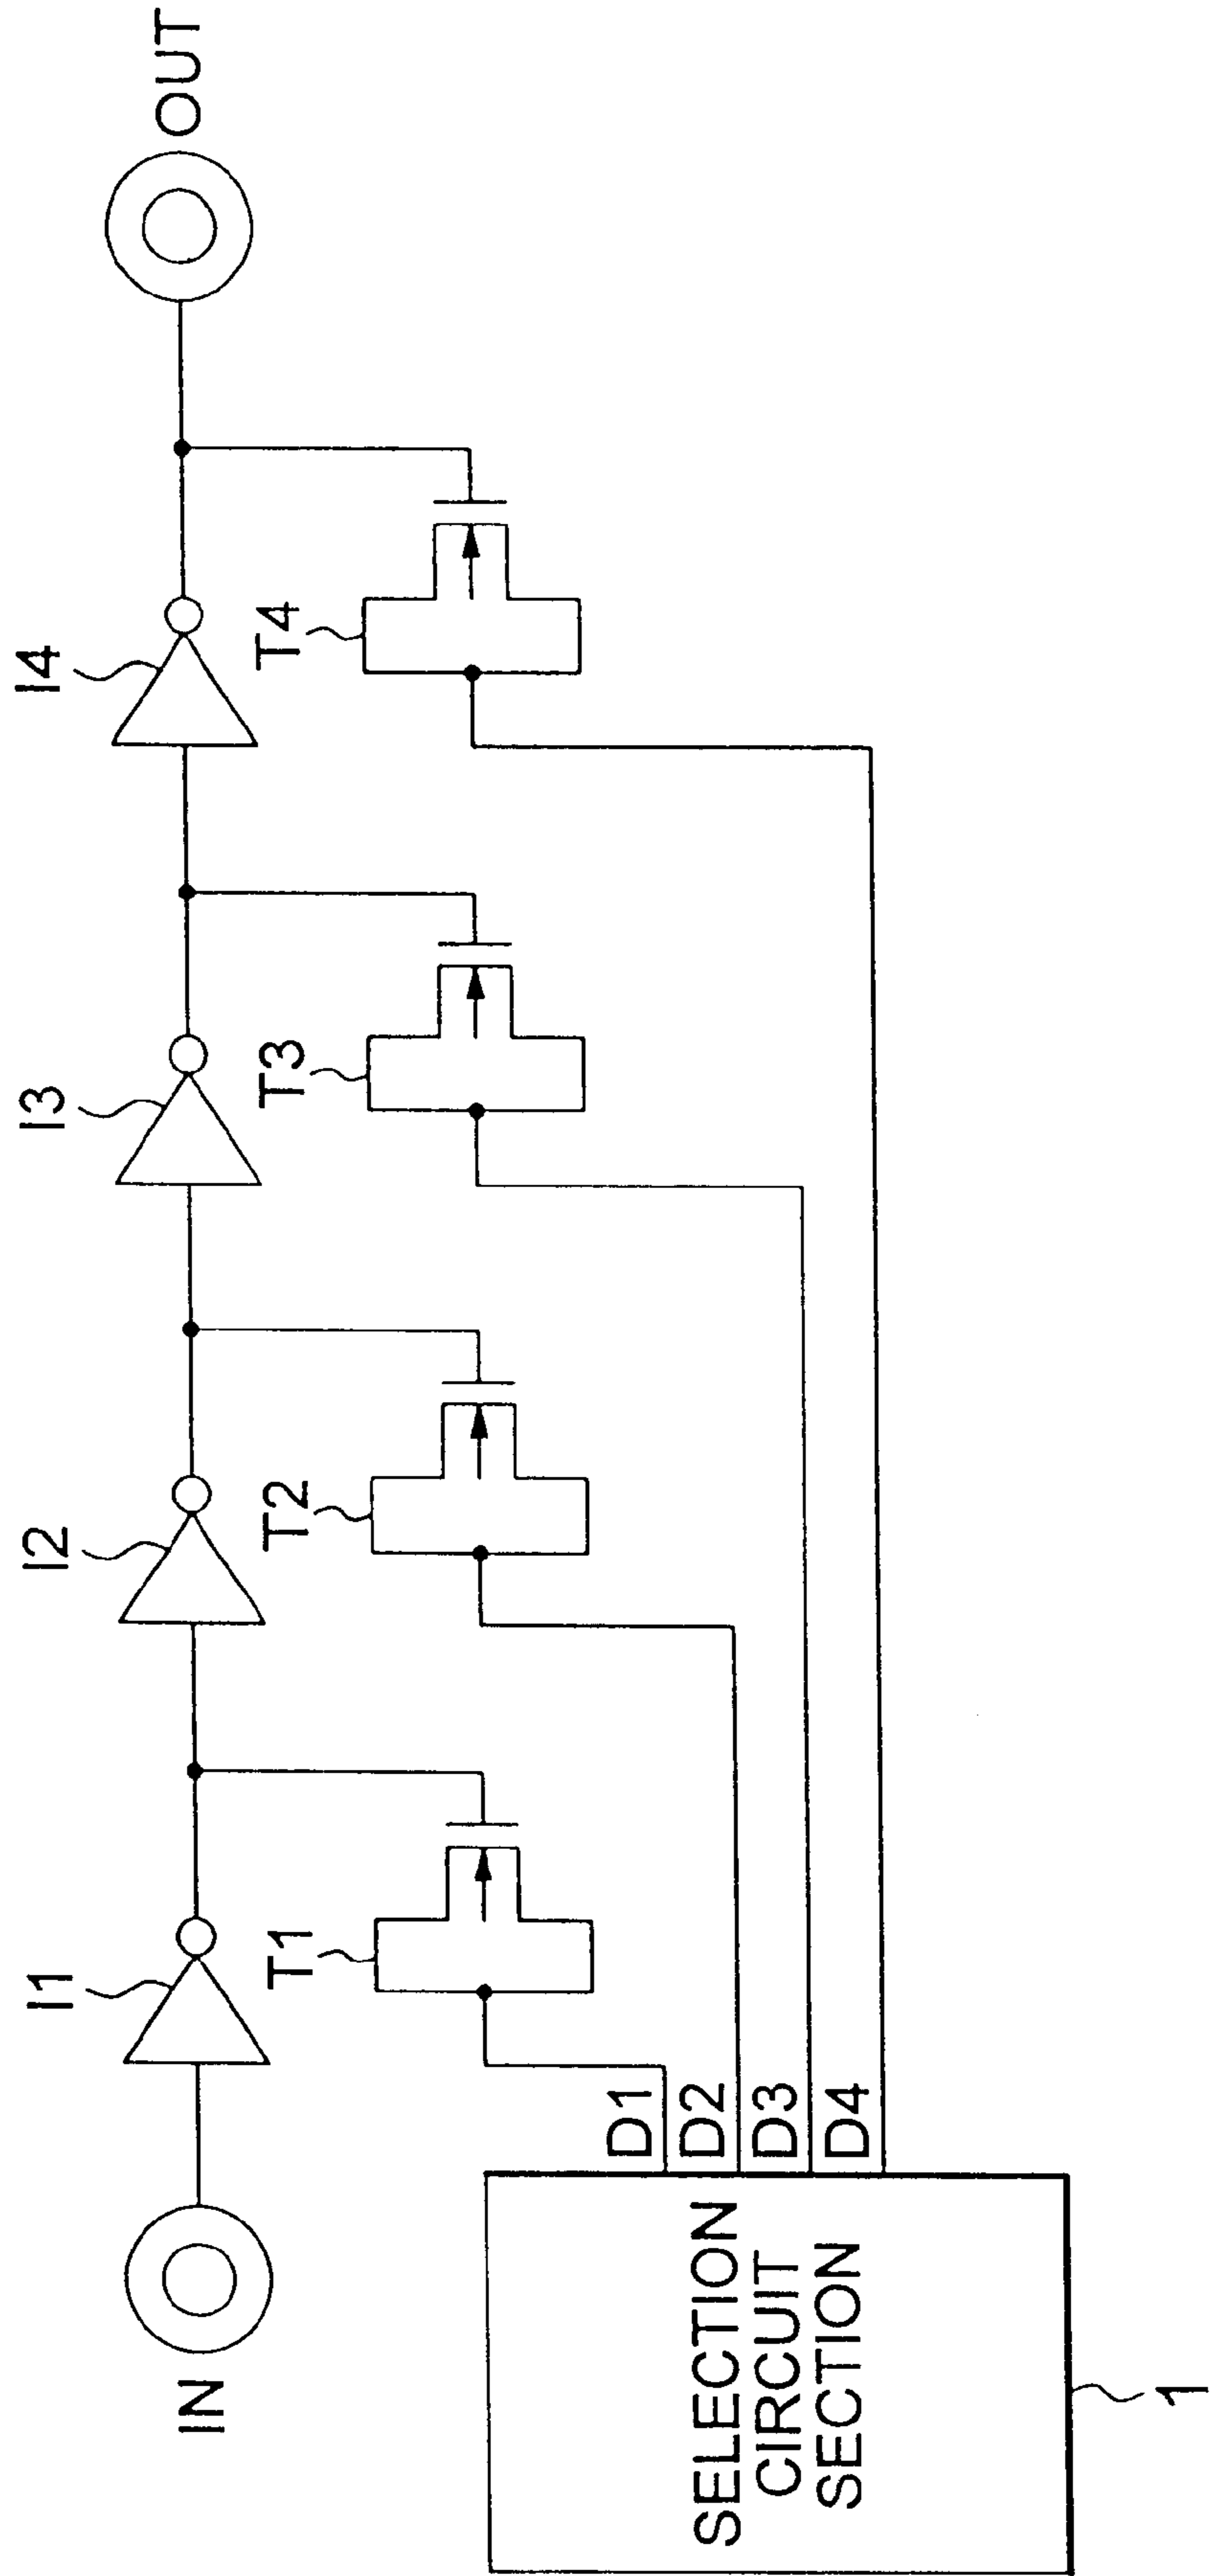 I1
I2
I3
I4
IN
OUT
T1
T2
T3
T4
D1
D2
D3
D4
SELECTION
CIRCUIT
SECTION
1